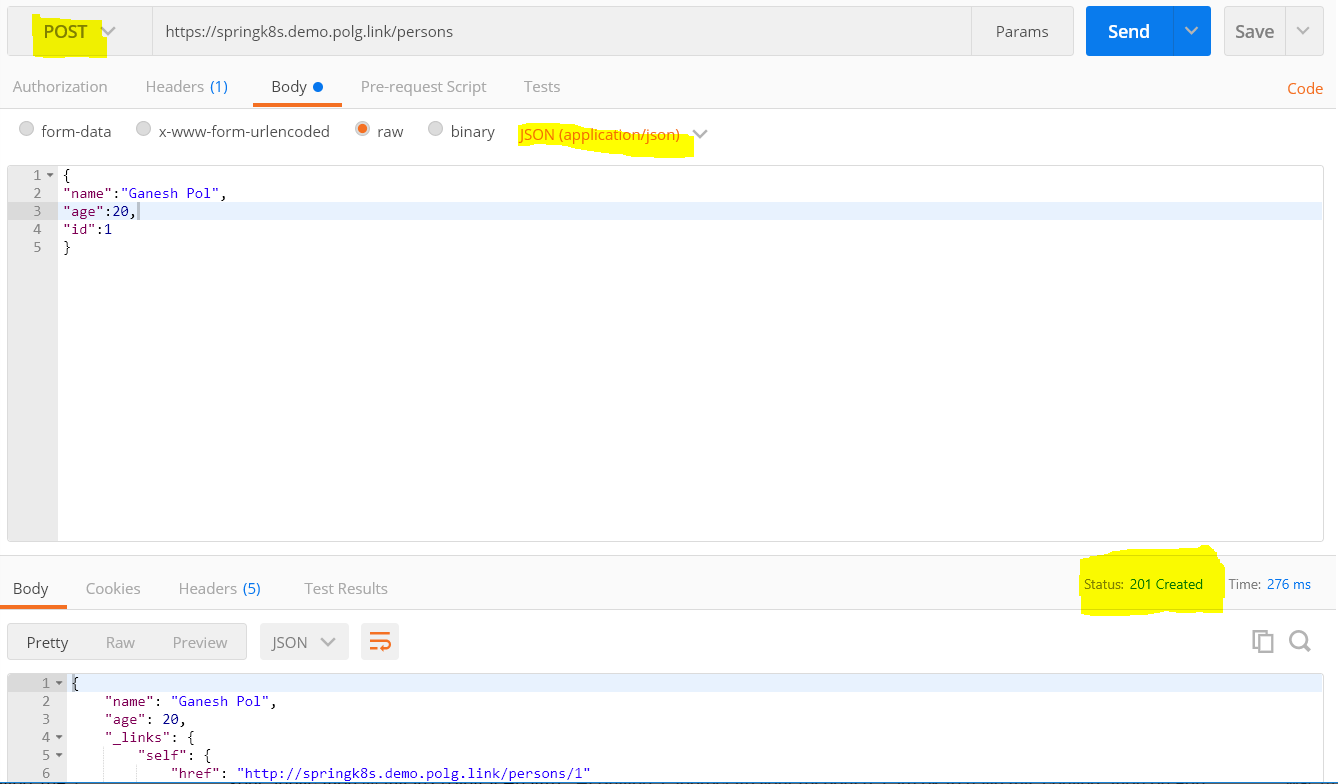 POST https://springk8s.demo.polg.link/persons Params Send Save
Authorization Headers (1) Body Pre-request Script Tests Code
form-data x-www-form-urlencoded raw binary JSON (application/json)
1 {
2 "name":"Ganesh Pol",
3 "age":20,
4 "id":1
5 }
Body Cookies Headers (5) Test Results Status: 201 Created Time: 276 ms
Pretty Raw Preview JSON
1 {
2 "name": "Ganesh Pol",
3 "age": 20,
4 "_links": {
5 "self": {
6 "href": "http://springk8s.demo.polg.link/persons/1"